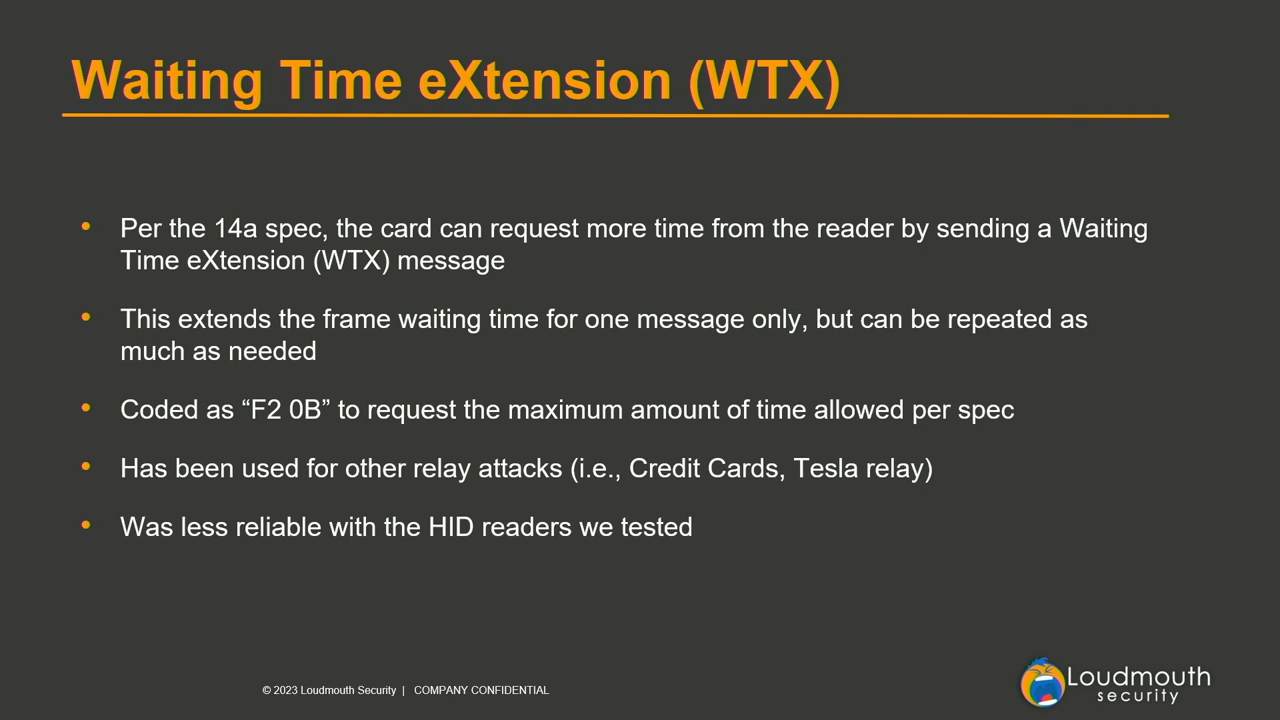 Waiting Time eXtension (WTX)
• Per the 14a spec, the card can request more time from the reader by sending a Waiting
Time eXtension (WTX) message
• This extends the frame waiting time for one message only, but can be repeated as
much as needed
• Coded as “F2 0B” to request the maximum amount of time allowed per spec
• Has been used for other relay attacks (i.e., Credit Cards, Tesla relay)
• Was less reliable with the HID readers we tested
© 2023 Loudmouth Security | COMPANY CONFIDENTIAL
Loudmouth
security